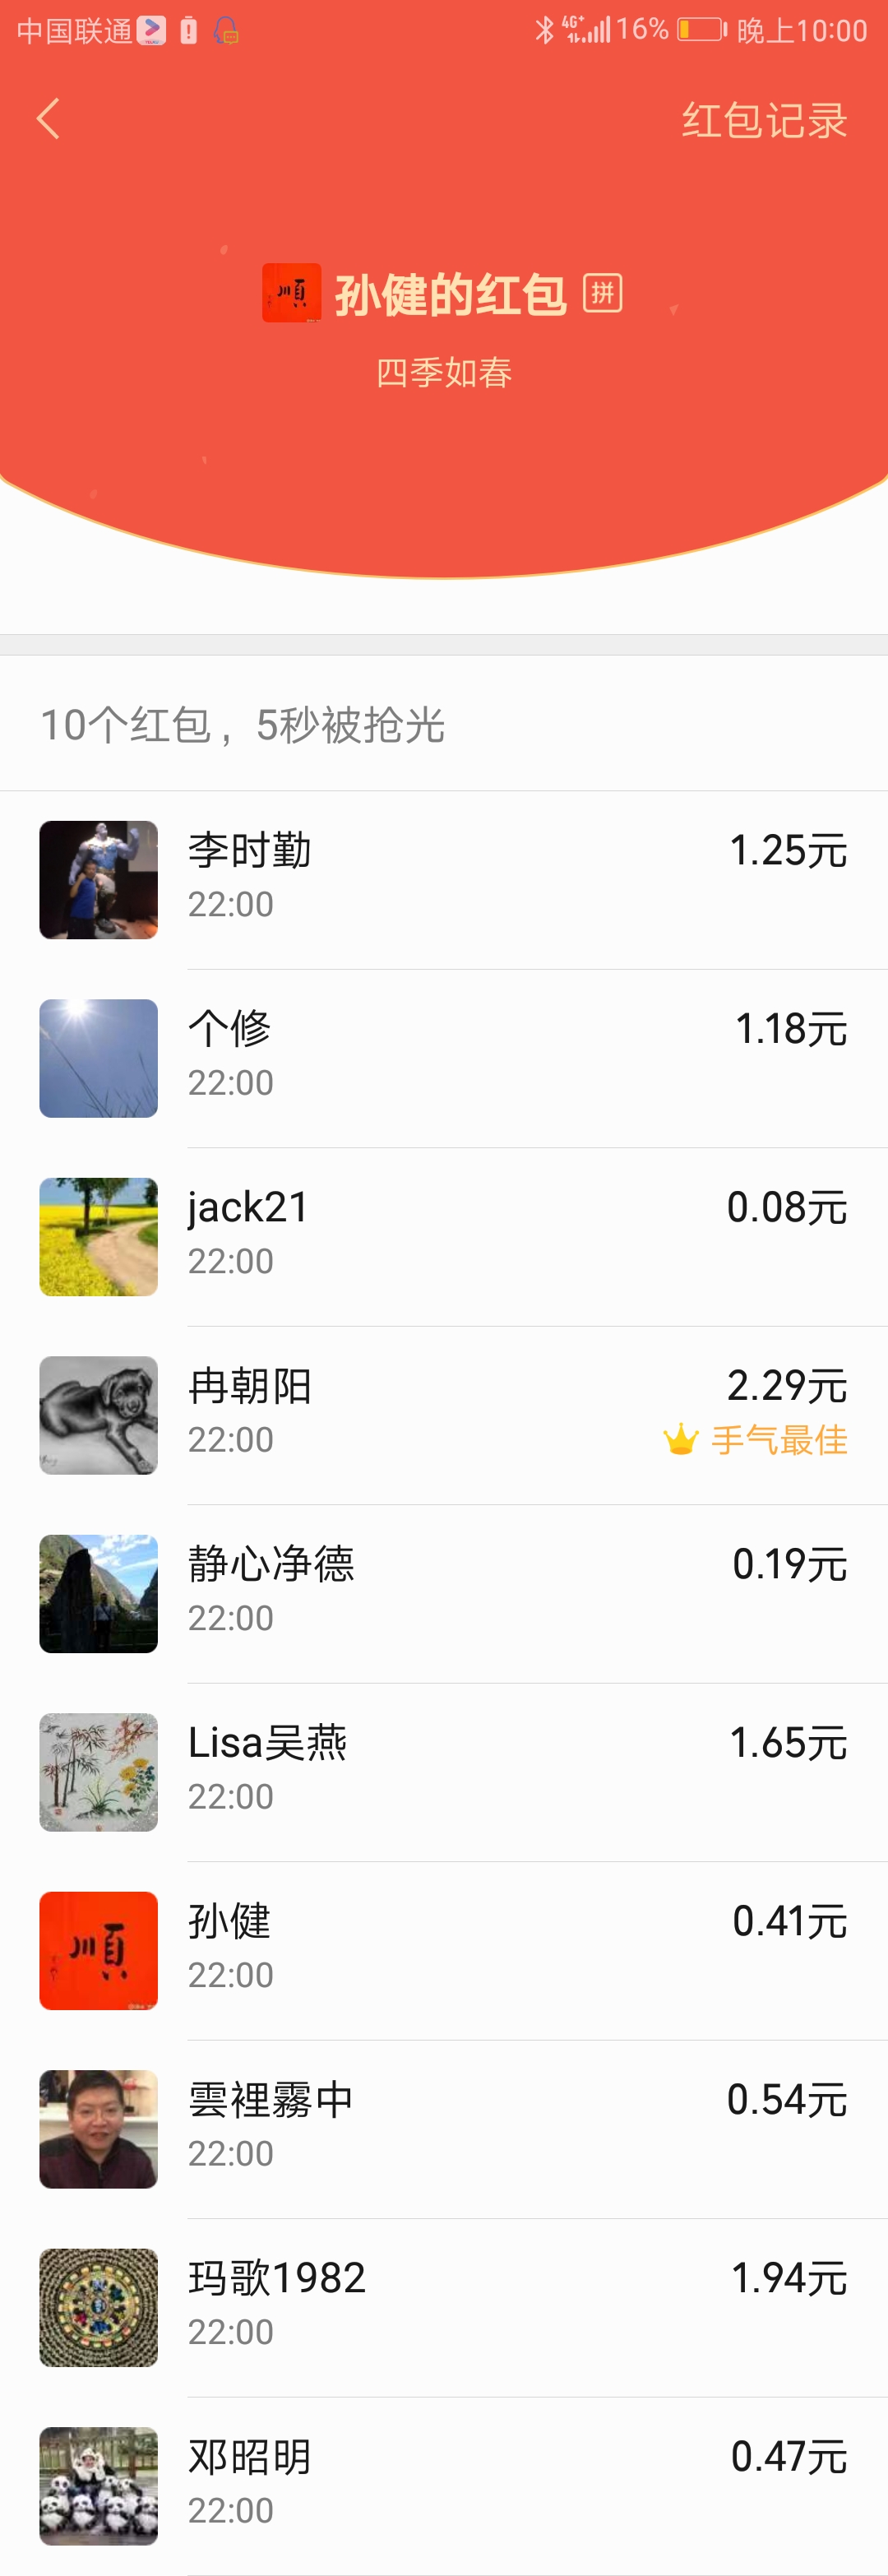 中国联通 4G+ 16% 晚上10:00
红包记录
順 孙健的红包 拼
四季如春
10个红包，5秒被抢光
李时勤 1.25元
22:00
个修 1.18元
22:00
jack21 0.08元
22:00
冉朝阳 2.29元
22:00 手气最佳
静心净德 0.19元
22:00
Lisa吴燕 1.65元
22:00
孙健 0.41元
順
22:00
雲裡霧中 0.54元
22:00
玛歌1982 1.94元
22:00
邓昭明 0.47元
22:00